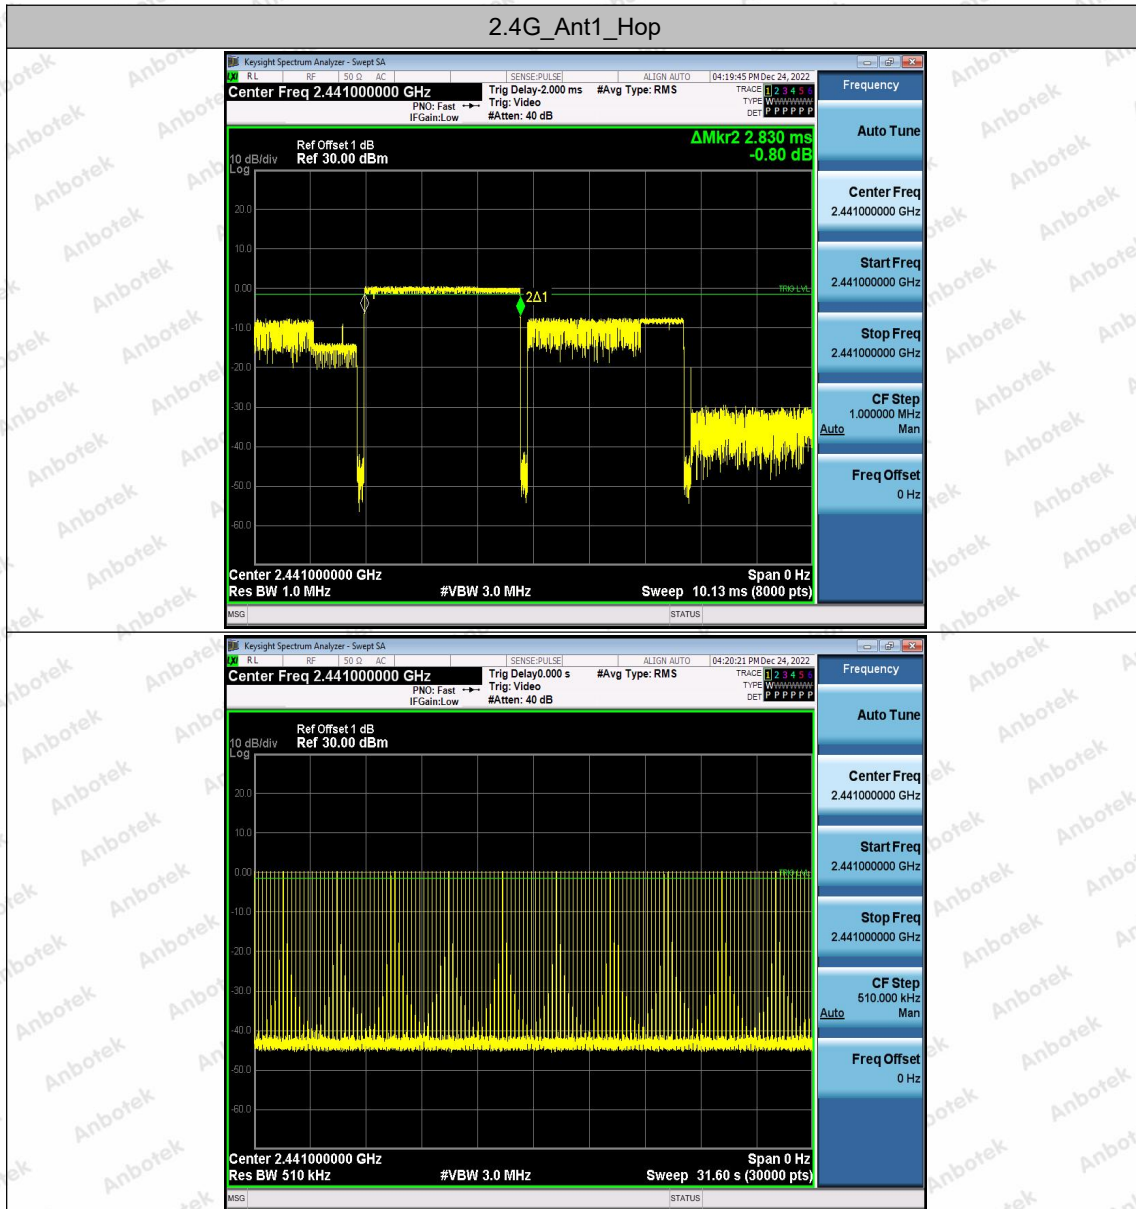 2.4G_Ant1_Hop
Keysight Spectrum Analyzer - Swept SA
LXI RL RF 50 Ω AC SENSE:PULSE ALIGN AUTO 04:19:45 PM Dec 24, 2022
Center Freq 2.441000000 GHz Trig Delay-2.000 ms #Avg Type: RMS TRACE 1 2 3 4 5 6
PNO: Fast Trig: Video TYPE WWWWWW
IFGain:Low #Atten: 40 dB DET P P P P P P
ΔMkr2 2.830 ms
-0.80 dB
Ref Offset 1 dB
10 dB/div Ref 30.00 dBm
Log
20.0
10.0
0.00
TRIG LVL
2Δ1
-10.0
-20.0
-30.0
-40.0
-50.0
-60.0
Center 2.441000000 GHz Span 0 Hz
Res BW 1.0 MHz #VBW 3.0 MHz Sweep 10.13 ms (8000 pts)
MSG STATUS
Frequency
Auto Tune
Center Freq
2.441000000 GHz
Start Freq
2.441000000 GHz
Stop Freq
2.441000000 GHz
CF Step
1.000000 MHz
Auto Man
Freq Offset
0 Hz
Keysight Spectrum Analyzer - Swept SA
LXI RL RF 50 Ω AC SENSE:PULSE ALIGN AUTO 04:20:21 PM Dec 24, 2022
Center Freq 2.441000000 GHz Trig Delay0.000 s #Avg Type: RMS TRACE 1 2 3 4 5 6
PNO: Fast Trig: Video TYPE WWWWWW
IFGain:Low #Atten: 40 dB DET P P P P P P
Ref Offset 1 dB
10 dB/div Ref 30.00 dBm
Log
20.0
10.0
0.00
TRIG LVL
-10.0
-20.0
-30.0
-40.0
-50.0
-60.0
Center 2.441000000 GHz Span 0 Hz
Res BW 510 kHz #VBW 3.0 MHz Sweep 31.60 s (30000 pts)
MSG STATUS
Frequency
Auto Tune
Center Freq
2.441000000 GHz
Start Freq
2.441000000 GHz
Stop Freq
2.441000000 GHz
CF Step
510.000 kHz
Auto Man
Freq Offset
0 Hz
Anbotek